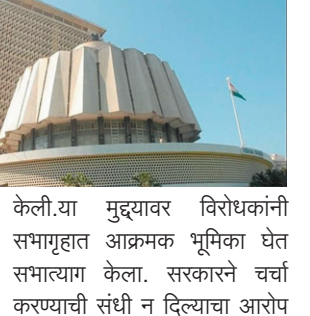 केली.या मुद्द्यावर विरोधकांनी
सभागृहात आक्रमक भूमिका घेत
सभात्याग केला. सरकारने चर्चा
करण्याची संधी न दिल्याचा आरोप